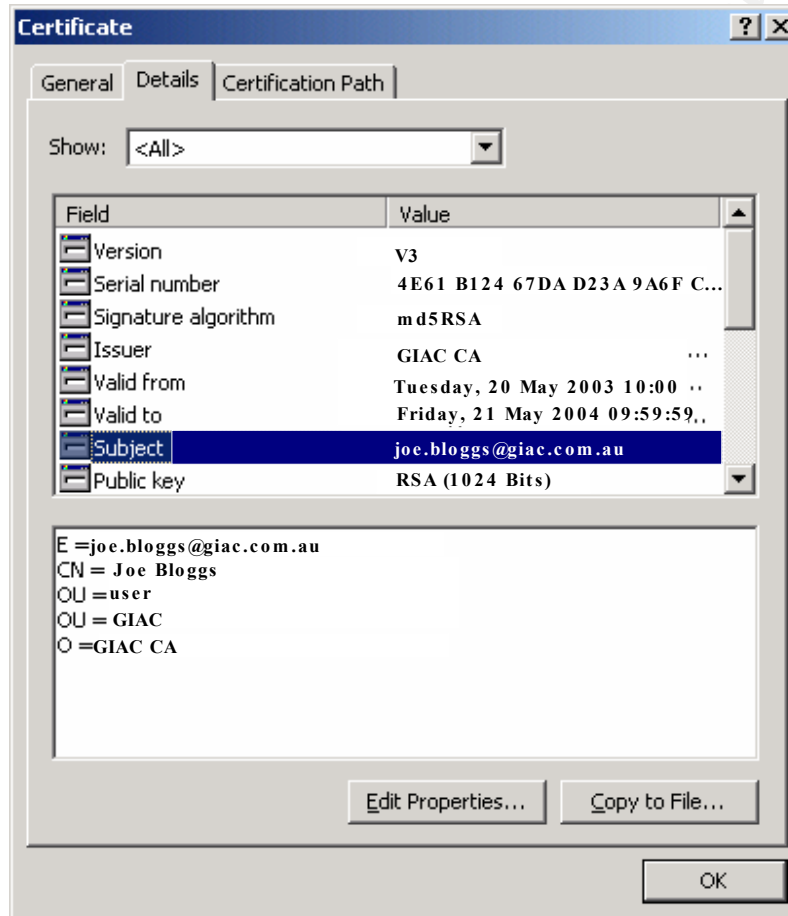 Certificate
General Details Certification Path
Show: <All>
Field Value
Version V3
Serial number 4E61 B124 67DA D23A 9A6F C...
Signature algorithm md5RSA
Issuer GIAC CA ...
Valid from Tuesday, 20 May 2003 10:00 ..
Valid to Friday, 21 May 2004 09:59:59..
Subject joe.bloggs@giac.com.au
Public key RSA (1024 Bits)
E =joe.bloggs@giac.com.au
CN = Joe Bloggs
OU =user
OU = GIAC
O =GIAC CA
Edit Properties... Copy to File...
OK